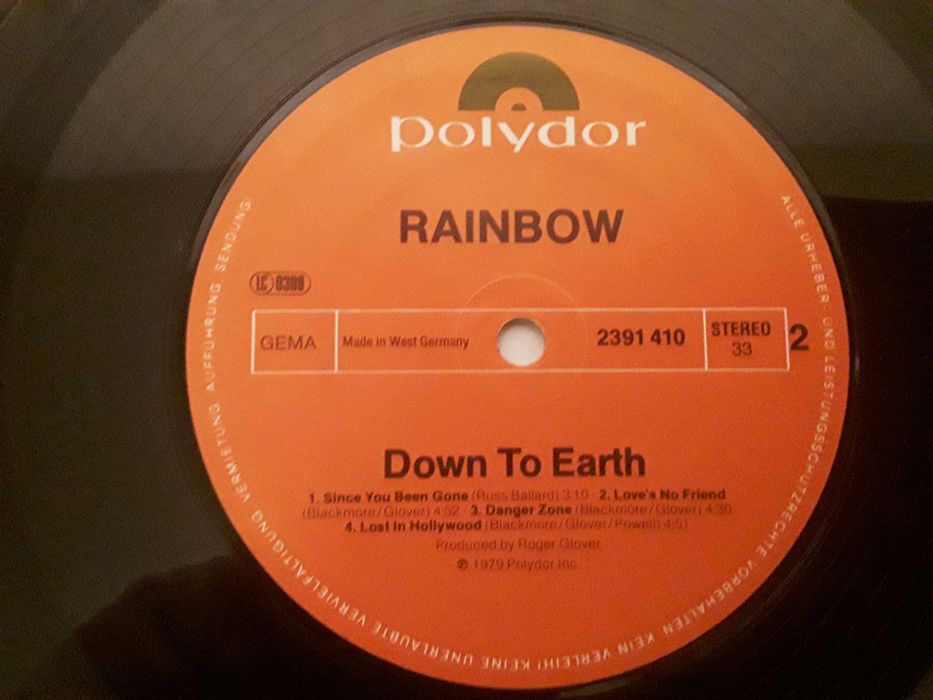 polydor
RAINBOW
LC 0309
GEMA
Made in West Germany
2391 410
STEREO
33
2
Down To Earth
1. Since You Been Gone (Russ Ballard) 3:10 · 2. Love's No Friend
(Blackmore/Glover) 4:52 · 3. Danger Zone (Blackmore/Glover) 4:30
4. Lost In Hollywood (Blackmore/Glover/Powell) 4:51
Produced by Roger Glover
℗ 1979 Polydor Inc.
ALLE URHEBER- UND LEISTUNGSSCHUTZRECHTE VORBEHALTEN KEIN VERLEIH! KEINE UNERLAUBTE VERVIELFÄLTIGUNG, VERMIETUNG, AUFFÜHRUNG, SENDUNG!